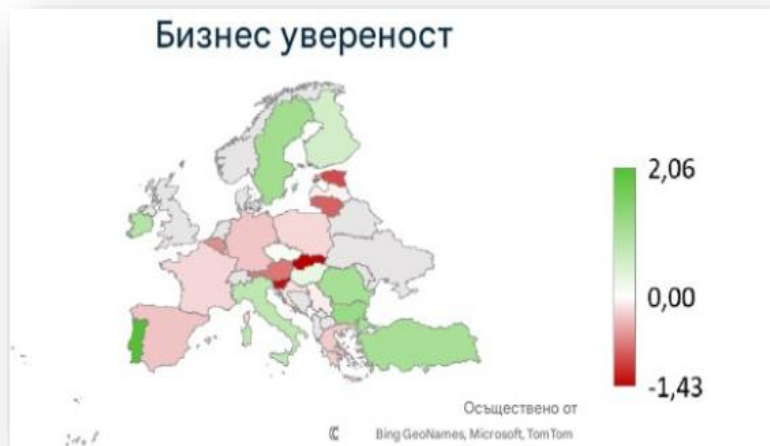 Бизнес увереност
2,06
0,00
-1,43
Осъществено от
© Bing GeoNames, Microsoft, TomTom